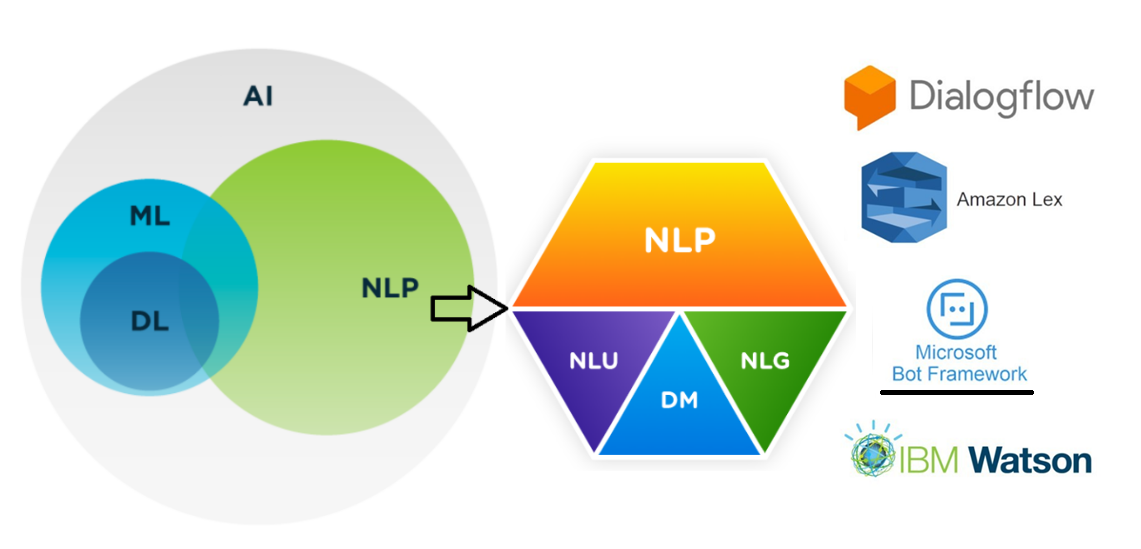 AI
ML
DL
NLP
NLP
NLU
DM
NLG
Dialogflow
Amazon Lex
Microsoft
Bot Framework
IBM Watson